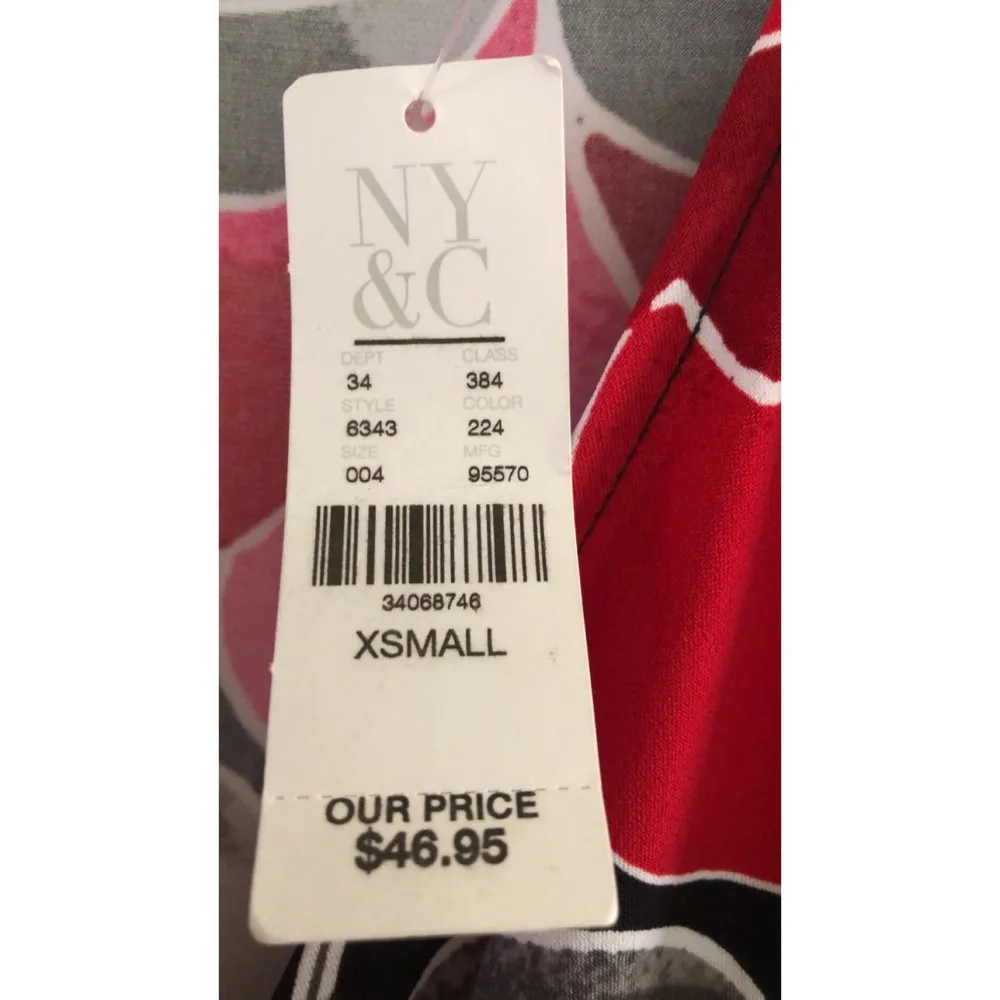 NY
&C
DEPT CLASS
34 384
STYLE COLOR
6343 224
SIZE MFG
004 95570
34068746
XSMALL
OUR PRICE
$46.95